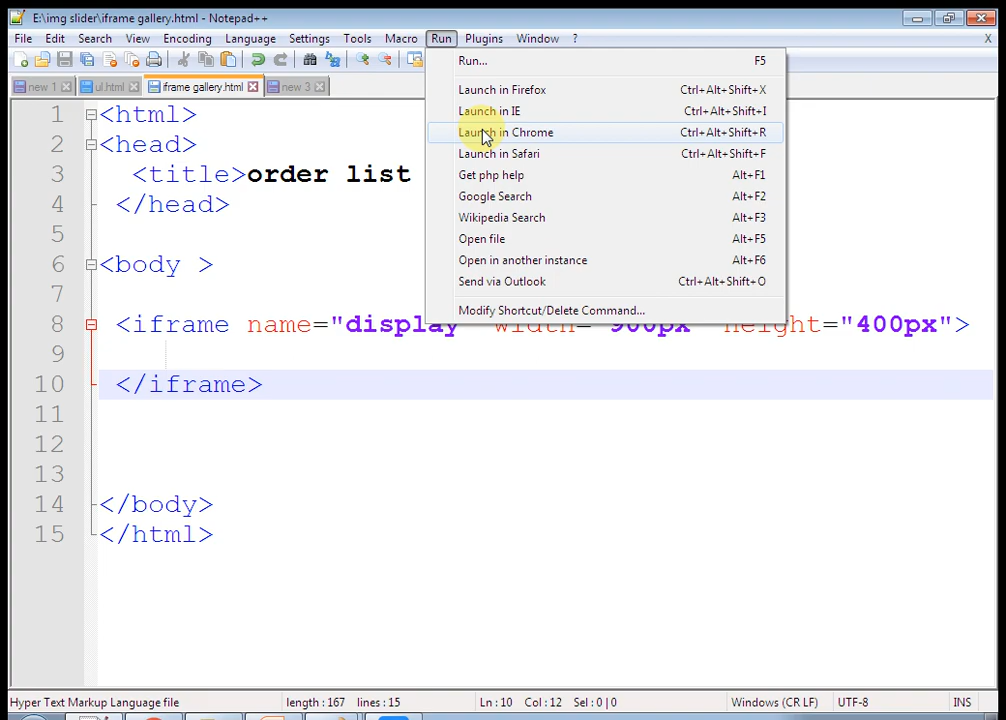 E:\img slider\iframe gallery.html - Notepad++
File Edit Search View Encoding Language Settings Tools Macro Run Plugins Window ? X
new 1 ul.html iframe gallery.html new 3
Run... F5
Launch in Firefox Ctrl+Alt+Shift+X
Launch in IE Ctrl+Alt+Shift+I
Launch in Chrome Ctrl+Alt+Shift+R
Launch in Safari Ctrl+Alt+Shift+F
Get php help Alt+F1
Google Search Alt+F2
Wikipedia Search Alt+F3
Open file Alt+F5
Open in another instance Alt+F6
Send via Outlook Ctrl+Alt+Shift+O
Modify Shortcut/Delete Command...
1 <html>
2 <head>
3 <title>order list
4 </head>
5
6 <body >
7
8 <iframe name="display" width="900px" height="400px">
9
10 </iframe>
11
12
13
14 </body>
15 </html>
Hyper Text Markup Language file length: 167 lines: 15 Ln: 10 Col: 12 Sel: 0 | 0 Windows (CR LF) UTF-8 INS